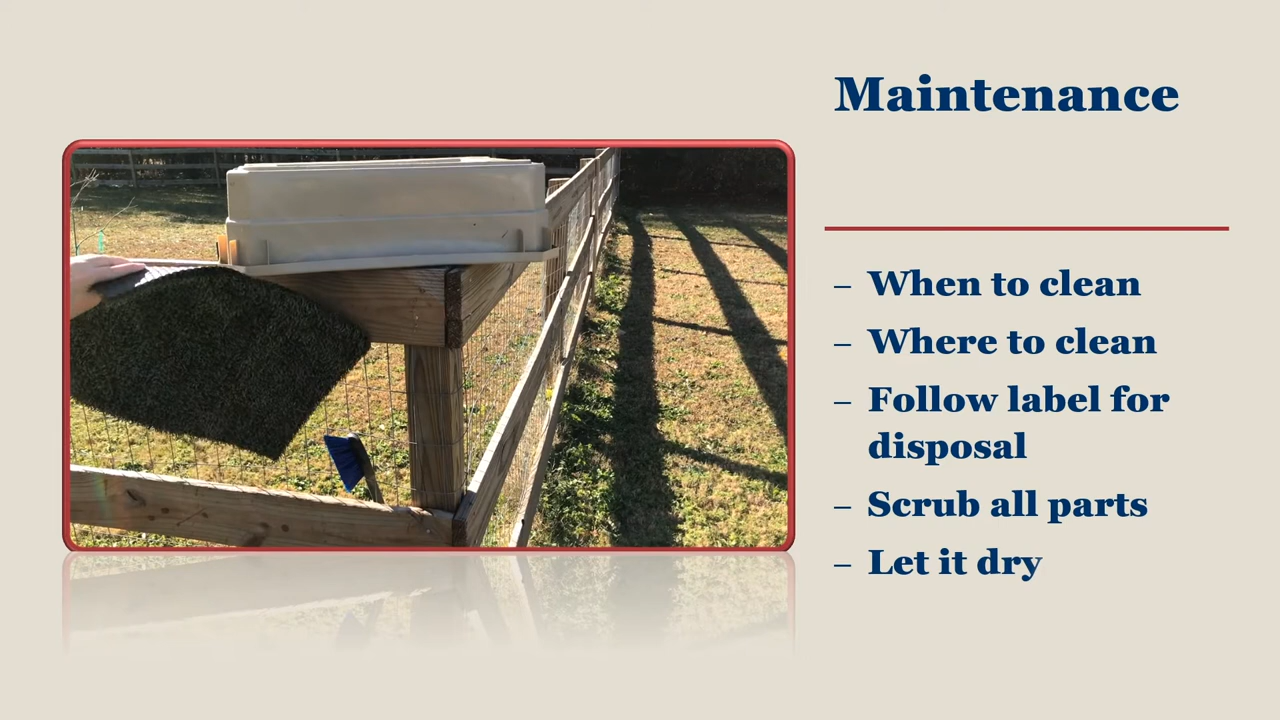 Maintenance
– When to clean
– Where to clean
– Follow label for
disposal
– Scrub all parts
– Let it dry